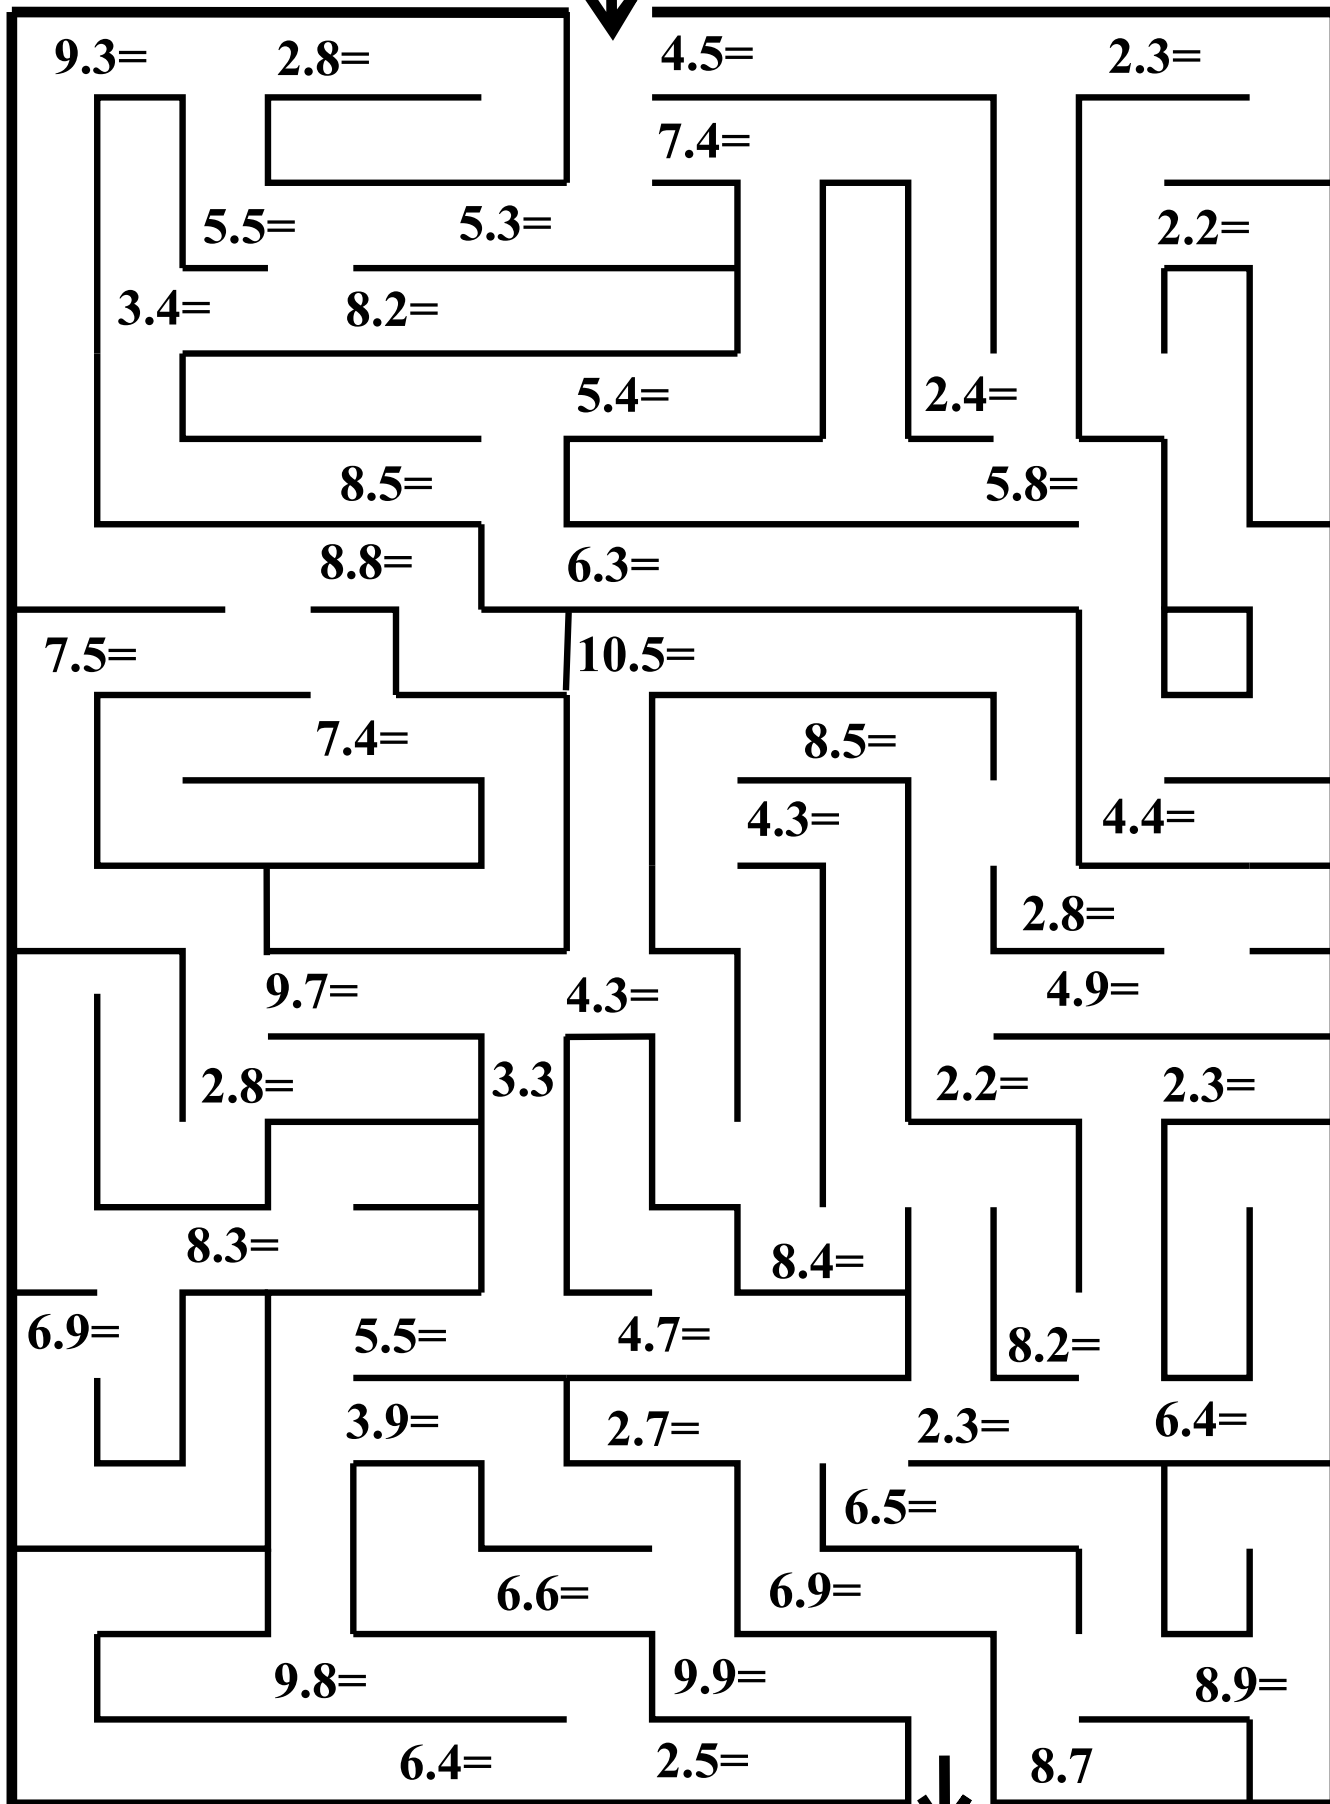 9.3= 2.8= 4.5= 2.3=
7.4=
5.5= 5.3= 2.2=
3.4= 8.2=
5.4= 2.4=
8.5= 5.8=
8.8= 6.3=
7.5= 10.5=
7.4= 8.5=
4.3= 4.4=
2.8=
9.7= 4.3= 4.9=
2.8= 3.3 2.2= 2.3=
8.3= 8.4=
6.9= 5.5= 4.7= 8.2=
3.9= 2.7= 2.3= 6.4=
6.5=
6.6= 6.9=
9.8= 9.9= 8.9=
6.4= 2.5= 8.7